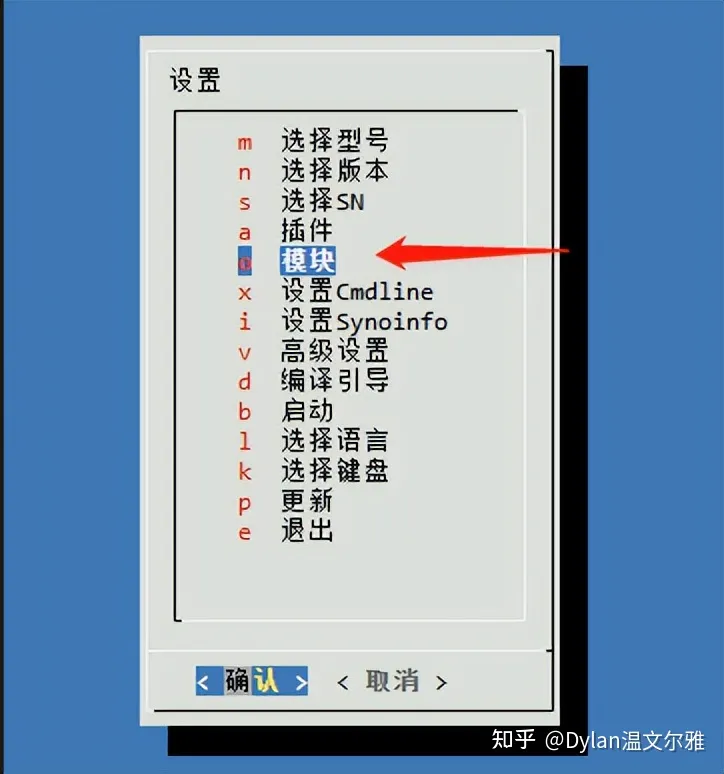 设置
m 选择型号
n 选择版本
s 选择SN
a 插件
o 模块
x 设置Cmdline
i 设置Synoinfo
v 高级设置
d 编译引导
b 启动
l 选择语言
k 选择键盘
p 更新
e 退出
< 确认 > < 取消 >
知乎 @Dylan温文尔雅